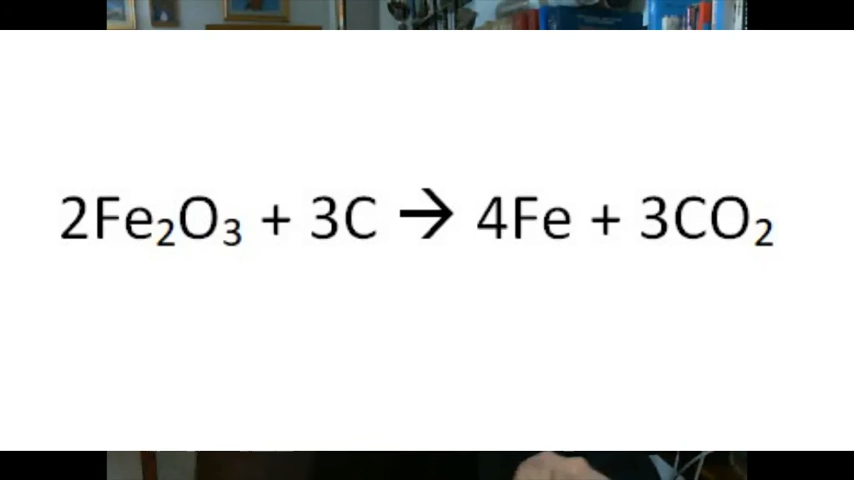 2Fe₂O₃ + 3C → 4Fe + 3CO₂